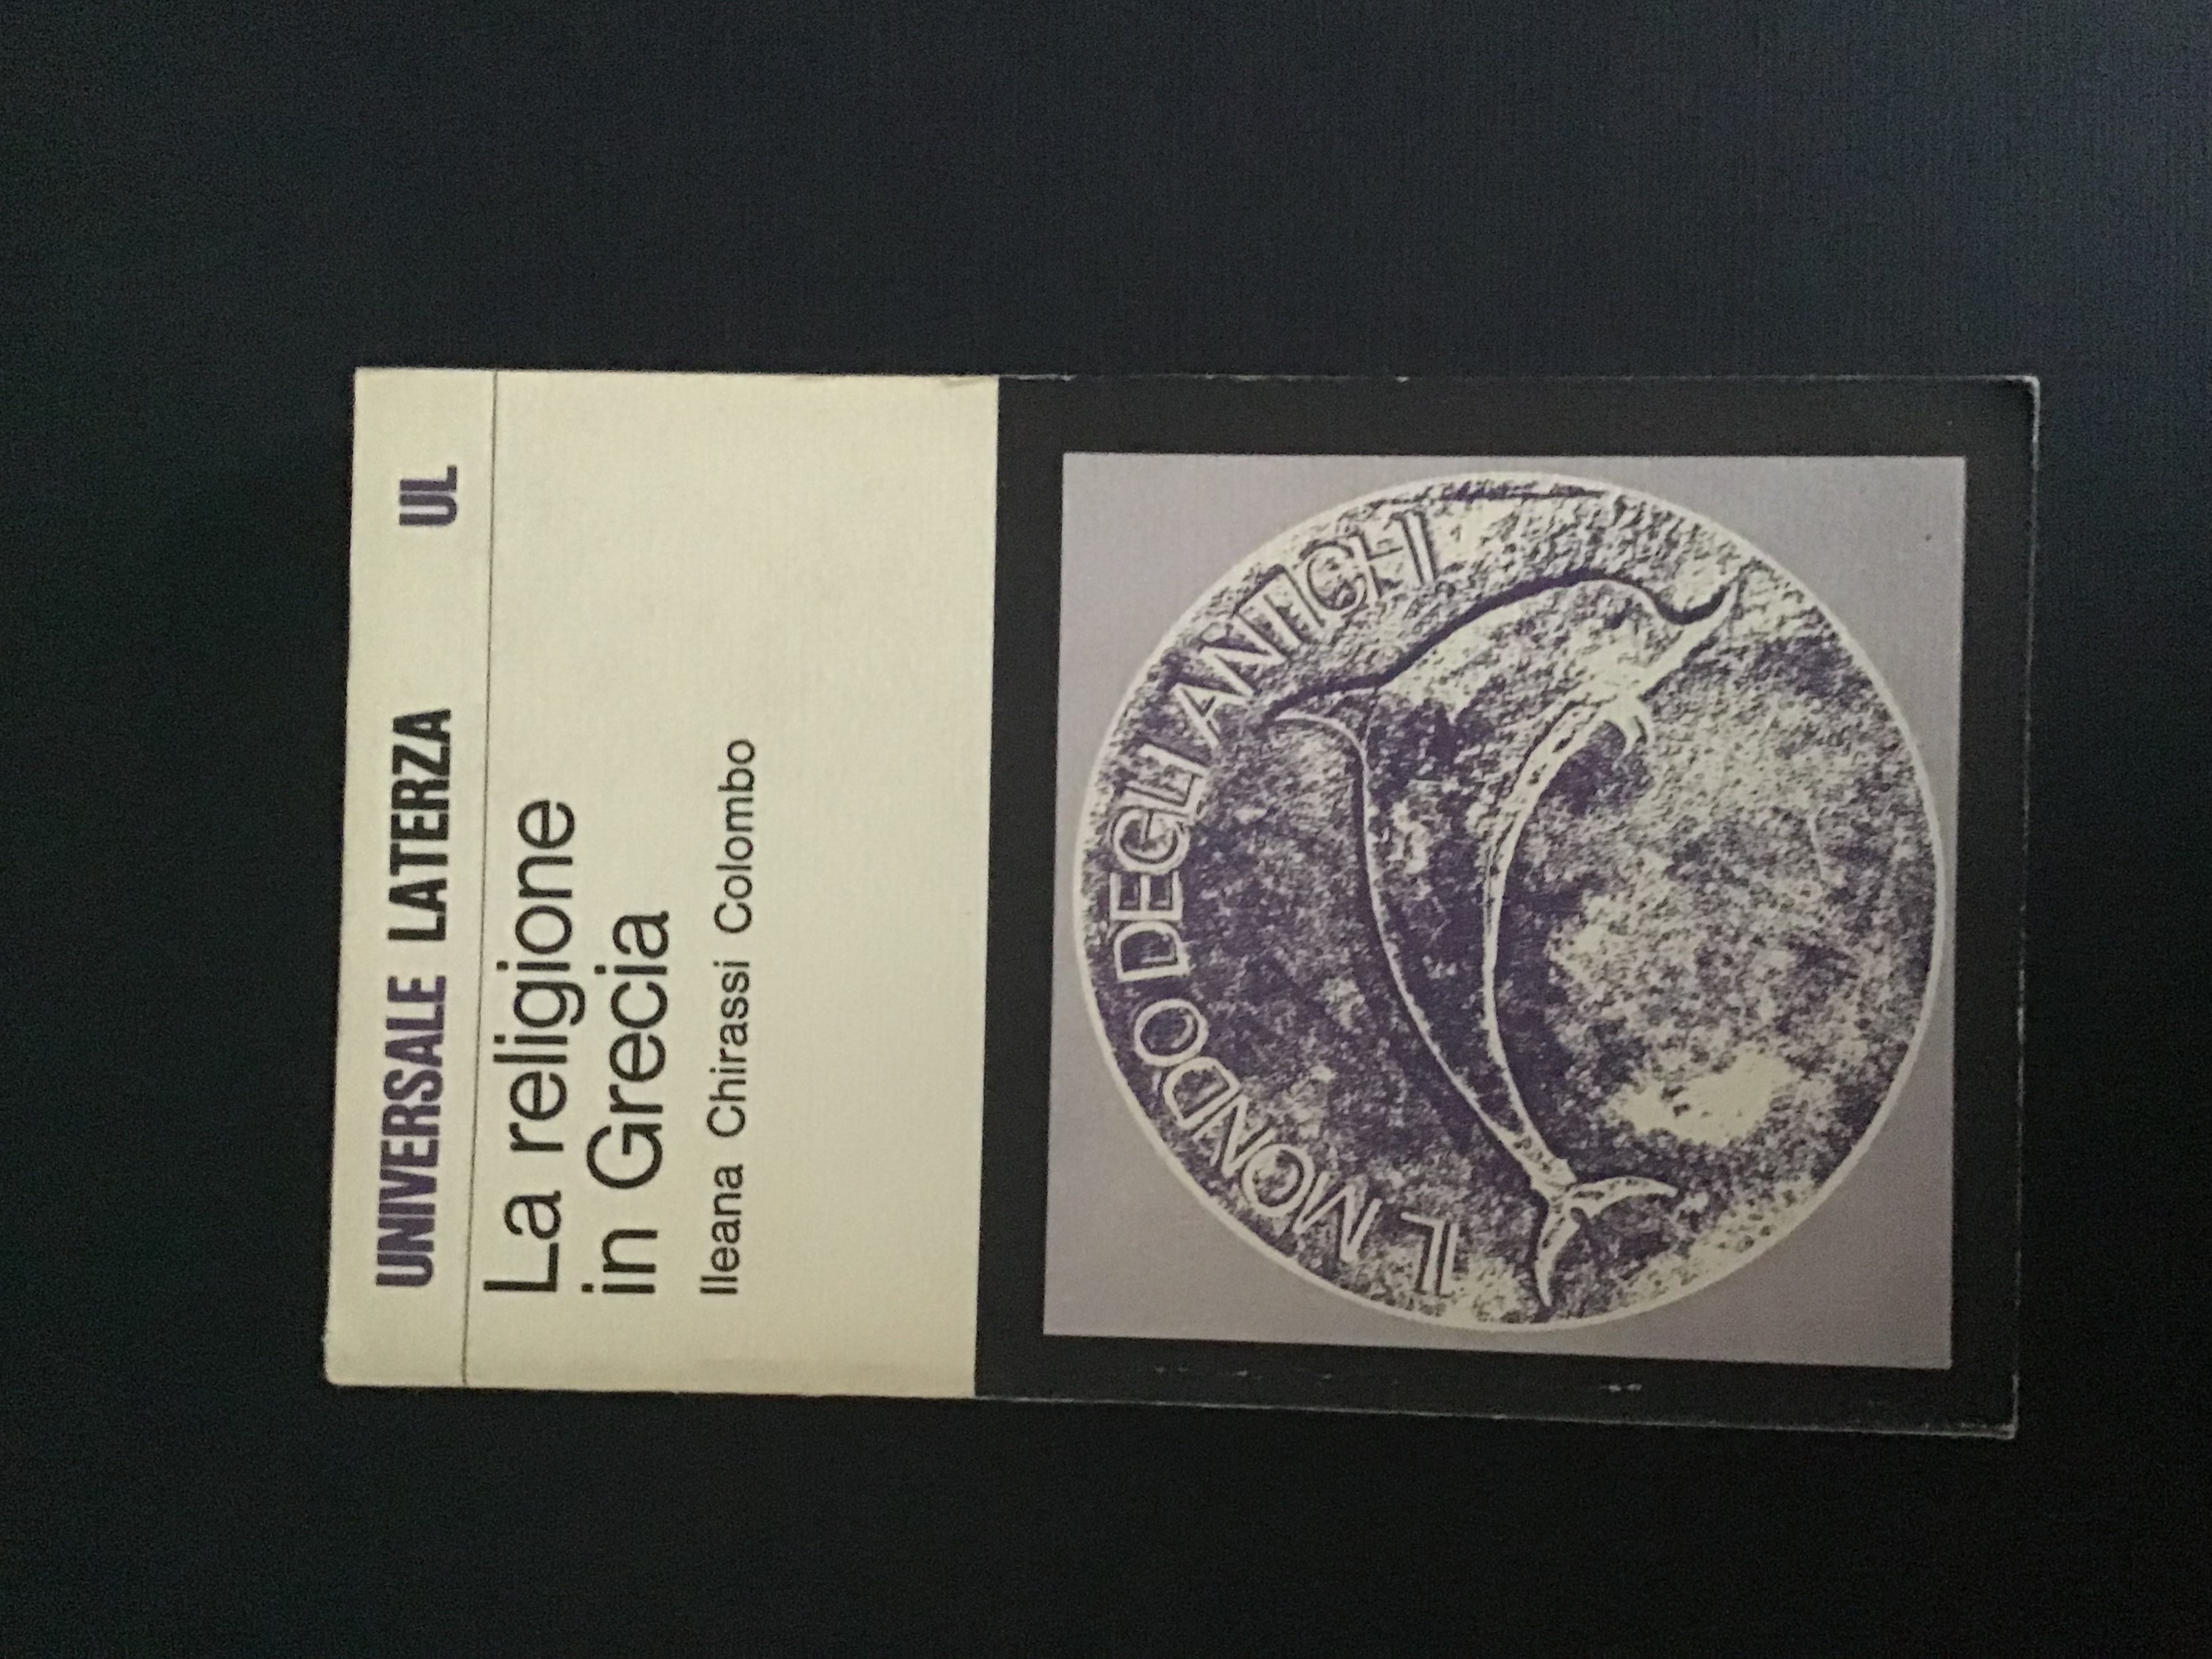 UNIVERSALE LATERZA UL
La religione
in Grecia
Ileana Chirassi Colombo
IL MONDO DEGLI ANTICHI